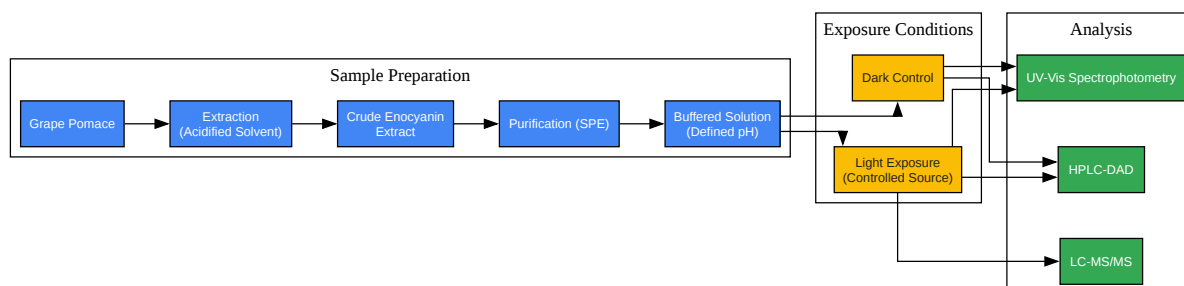 Sample Preparation
Grape Pomace
Extraction
(Acidified Solvent)
Crude Enocyanin
Extract
Purification (SPE)
Buffered Solution
(Defined pH)
Exposure Conditions
Dark Control
Light Exposure
(Controlled Source)
Analysis
UV-Vis Spectrophotometry
HPLC-DAD
LC-MS/MS